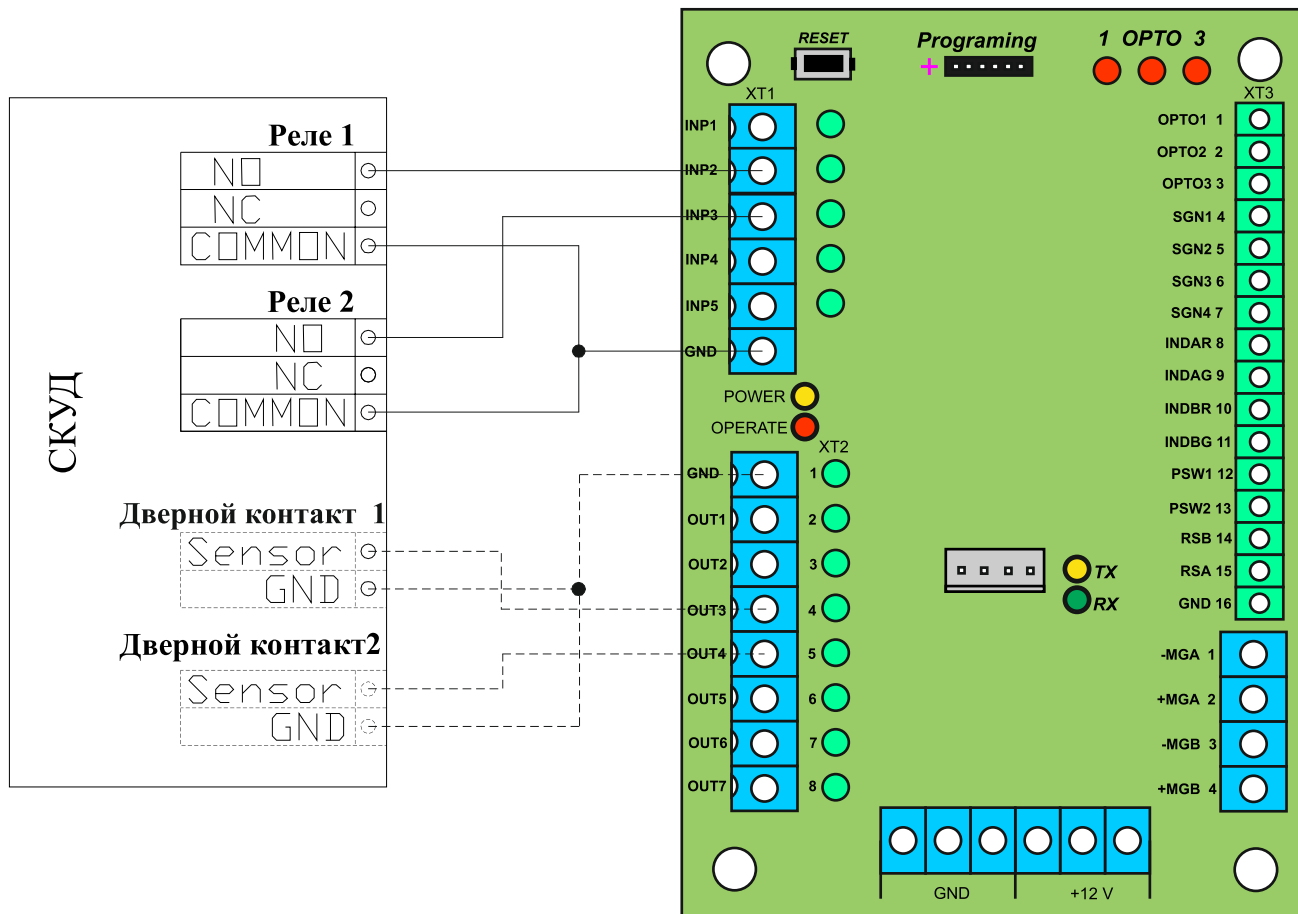 СКУД
Реле 1
NO
NC
COMMON
Реле 2
NO
NC
COMMON
Дверной контакт 1
Sensor
GND
Дверной контакт2
Sensor
GND
RESET
Programing
+
1 OPTO 3
XT1
INP1
INP2
INP3
INP4
INP5
GND
POWER
OPERATE
XT2
GND 1
OUT1 2
OUT2 3
OUT3 4
OUT4 5
OUT5 6
OUT6 7
OUT7 8
TX
RX
XT3
OPTO1 1
OPTO2 2
OPTO3 3
SGN1 4
SGN2 5
SGN3 6
SGN4 7
INDAR 8
INDAG 9
INDBR 10
INDBG 11
PSW1 12
PSW2 13
RSB 14
RSA 15
GND 16
-MGA 1
+MGA 2
-MGB 3
+MGB 4
GND
+12 V